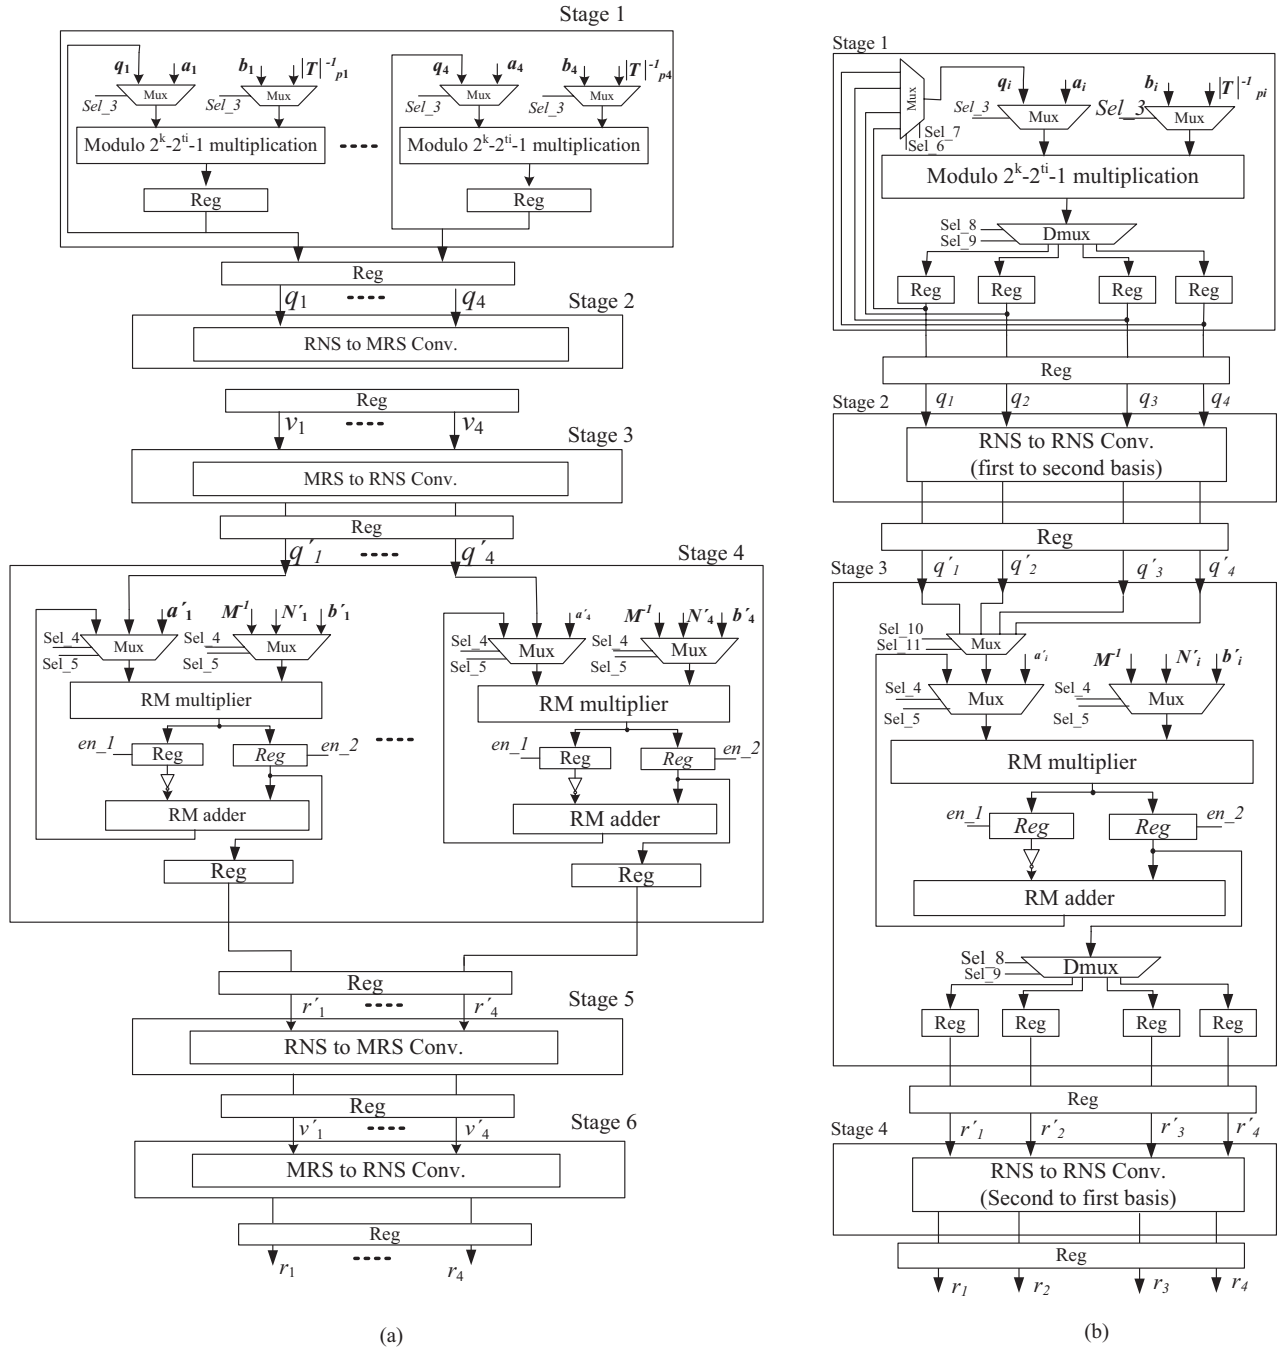 Stage 1
q1 a1 b1 |T|⁻¹p1
Mux Mux
Sel_3 Sel_3
Modulo 2^k-2^ti-1 multiplication
Reg
q4 a4 b4 |T|⁻¹p4
Mux Mux
Sel_3 Sel_3
Modulo 2^k-2^ti-1 multiplication
Reg
Reg
q1 q4
Stage 2
RNS to MRS Conv.
Reg
v1 v4
Stage 3
MRS to RNS Conv.
Reg
q′1 q′4
Stage 4
a′1 M⁻¹ N′1 b′1
Sel_4 Mux Sel_4 Mux
Sel_5 Sel_5
RM multiplier
en_1 Reg Reg en_2
RM adder
Reg
a′4 M⁻¹ N′4 b′4
Sel_4 Mux Sel_4 Mux
Sel_5 Sel_5
RM multiplier
en_1 Reg Reg en_2
RM adder
Reg
Reg
r′1 r′4
Stage 5
RNS to MRS Conv.
Reg
v′1 v′4
Stage 6
MRS to RNS Conv.
Reg
r1 r4
(a)
Stage 1
Mux
Sel_7
Sel_6
qi ai bi |T|⁻¹pi
Sel_3 Mux Sel_3 Mux
Modulo 2^k-2^ti-1 multiplication
Sel_8 Dmux
Sel_9
Reg Reg Reg Reg
Reg
q1 q2 q3 q4
Stage 2
RNS to RNS Conv.
(first to second basis)
Reg
q′1 q′2 q′3 q′4
Stage 3
Sel_10
Sel_11 Mux
a′i M⁻¹ N′i b′i
Sel_4 Mux Sel_4 Mux
Sel_5 Sel_5
RM multiplier
en_1 Reg Reg en_2
RM adder
Sel_8 Dmux
Sel_9
Reg Reg Reg Reg
Reg
r′1 r′2 r′3 r′4
Stage 4
RNS to RNS Conv.
(Second to first basis)
Reg
r1 r2 r3 r4
(b)